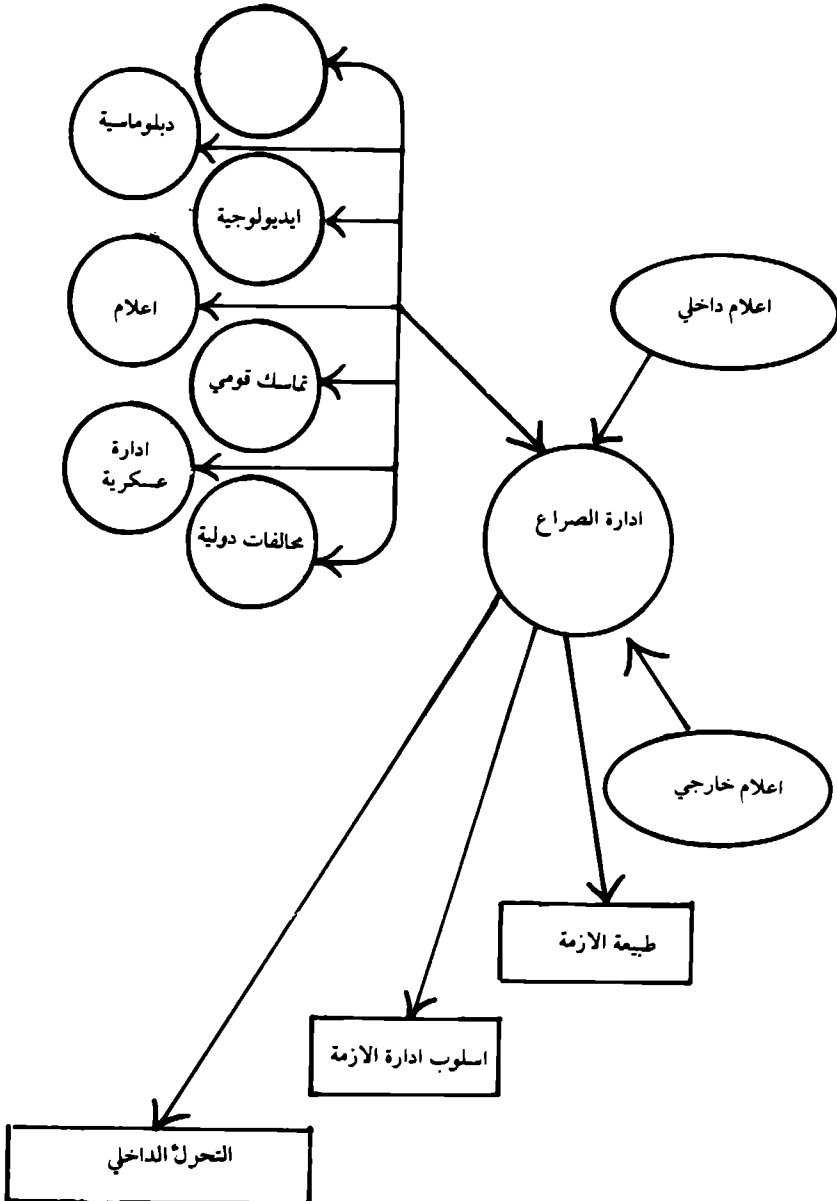 دبلوماسية
ايديولوجية
اعلام داخلي
اعلام
تماسك قومي
ادارة
عسكرية
ادارة الصراع
محالفات دولية
اعلام خارجي
طبيعة الازمة
اسلوب ادارة الازمة
التحرك الداخلي